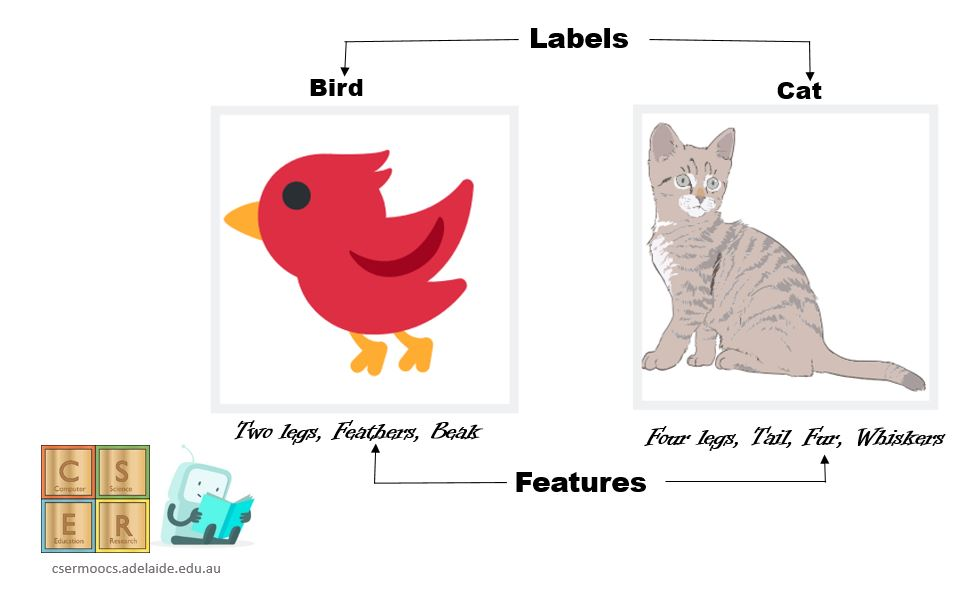 Labels
Bird
Cat
Two legs, Feathers, Beak
Four legs, Tail, Fur, Whiskers
Features
C
Computer
S
Science
E
Education
R
Research
csermoocs.adelaide.edu.au